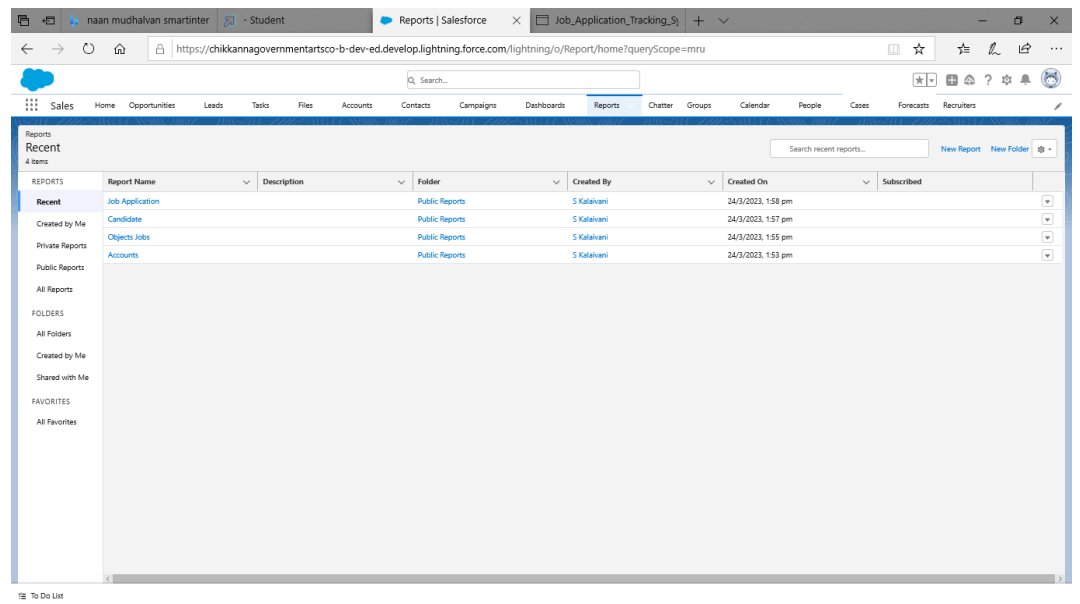 naan mudhalvan smartinter
- Student
Reports | Salesforce
Job_Application_Tracking_Sy
https://chikkannagovernmentartsco-b-dev-ed.develop.lightning.force.com/lightning/o/Report/home?queryScope=mru
Search...
Sales Home Opportunities Leads Tasks Files Accounts Contacts Campaigns Dashboards Reports Chatter Groups Calendar People Cases Forecasts Recruiters
Reports
Recent
4 items
Search recent reports...
New Report New Folder
REPORTS
Recent
Created by Me
Private Reports
Public Reports
All Reports
FOLDERS
All Folders
Created by Me
Shared with Me
FAVORITES
All Favorites
Report Name Description Folder Created By Created On Subscribed
Job Application Public Reports S Kalaivani 24/3/2023, 1:58 pm
Candidate Public Reports S Kalaivani 24/3/2023, 1:57 pm
Objects Jobs Public Reports S Kalaivani 24/3/2023, 1:55 pm
Accounts Public Reports S Kalaivani 24/3/2023, 1:53 pm
To Do List